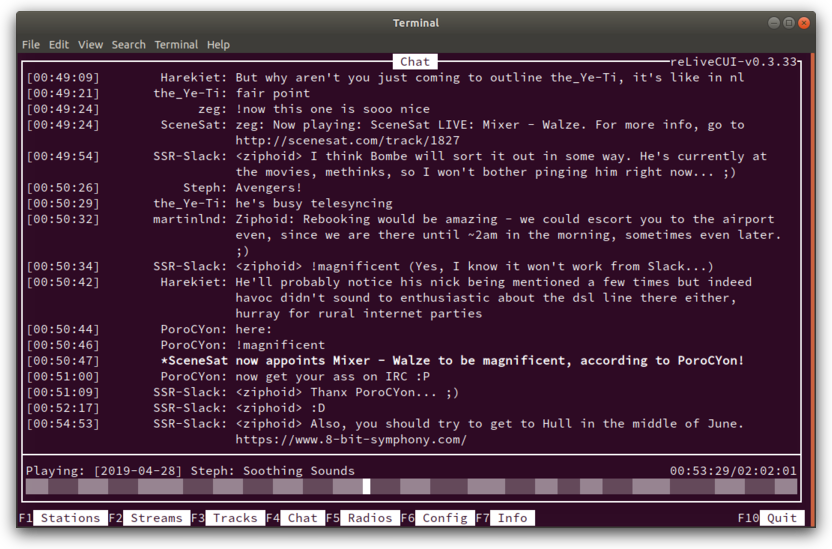 Terminal
File Edit View Search Terminal Help
Chat reLiveCUI-v0.3.33
[00:49:09] Harekiet: But why aren't you just coming to outline the_Ye-Ti, it's like in nl
[00:49:21] the_Ye-Ti: fair point
[00:49:24] zeg: !now this one is sooo nice
[00:49:24] SceneSat: zeg: Now playing: SceneSat LIVE: Mixer - Walze. For more info, go to
http://scenesat.com/track/1827
[00:49:54] SSR-Slack: <ziphoid> I think Bombe will sort it out in some way. He's currently at
the movies, methinks, so I won't bother pinging him right now... ;)
[00:50:26] Steph: Avengers!
[00:50:29] the_Ye-Ti: he's busy telesyncing
[00:50:32] martinlnd: Ziphoid: Rebooking would be amazing - we could escort you to the airport
even, since we are there until ~2am in the morning, sometimes even later.
;)
[00:50:34] SSR-Slack: <ziphoid> !magnificent (Yes, I know it won't work from Slack...)
[00:50:42] Harekiet: He'll probably notice his nick being mentioned a few times but indeed
havoc didn't sound to enthusiastic about the dsl line there either,
hurray for rural internet parties
[00:50:44] PoroCYon: here:
[00:50:46] PoroCYon: !magnificent
[00:50:47] *SceneSat now appoints Mixer - Walze to be magnificent, according to PoroCYon!
[00:51:00] PoroCYon: now get your ass on IRC :P
[00:51:09] SSR-Slack: <ziphoid> Thanx PoroCYon... ;)
[00:52:17] SSR-Slack: <ziphoid> :D
[00:54:53] SSR-Slack: <ziphoid> Also, you should try to get to Hull in the middle of June.
https://www.8-bit-symphony.com/
Playing: [2019-04-28] Steph: Soothing Sounds 00:53:29/02:02:01
F1 Stations F2 Streams F3 Tracks F4 Chat F5 Radios F6 Config F7 Info F10 Quit